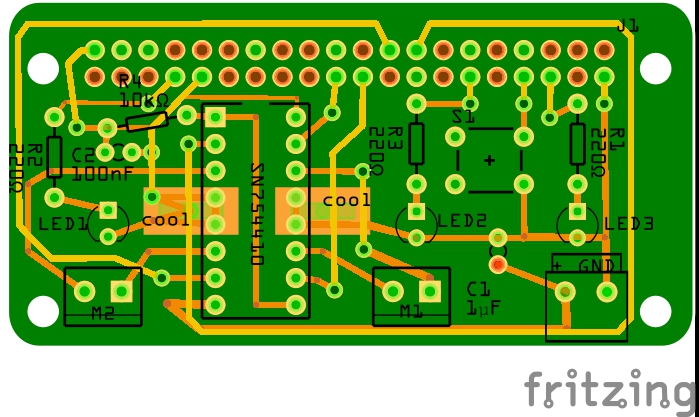 J1
R4
10kΩ
S1
R2
220Ω
C2
100nF
SN754410
R3
220Ω
R1
220Ω
cool
cool
LED1
LED2
LED3
+ GND
M2
M1
C1
1µF
fritzing